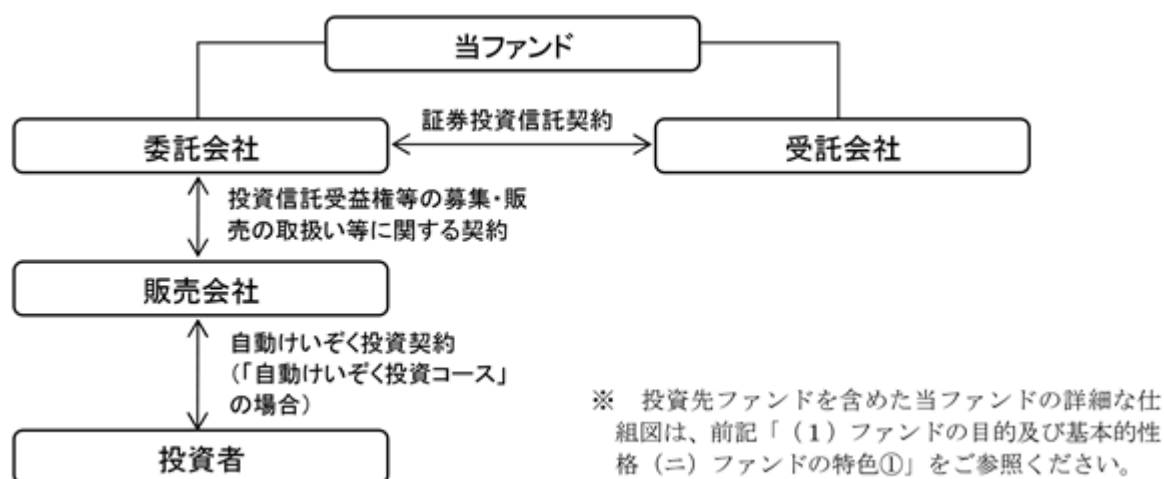 当ファンド
証券投資信託契約
委託会社
受託会社
投資信託受益権等の募集・販
売の取扱い等に関する契約
販売会社
自動けいぞく投資契約
(「自動けいぞく投資コース」
の場合)
投資者
※　投資先ファンドを含めた当ファンドの詳細な仕
組図は、前記「(1)ファンドの目的及び基本的性
格(ニ)ファンドの特色①」をご参照ください。